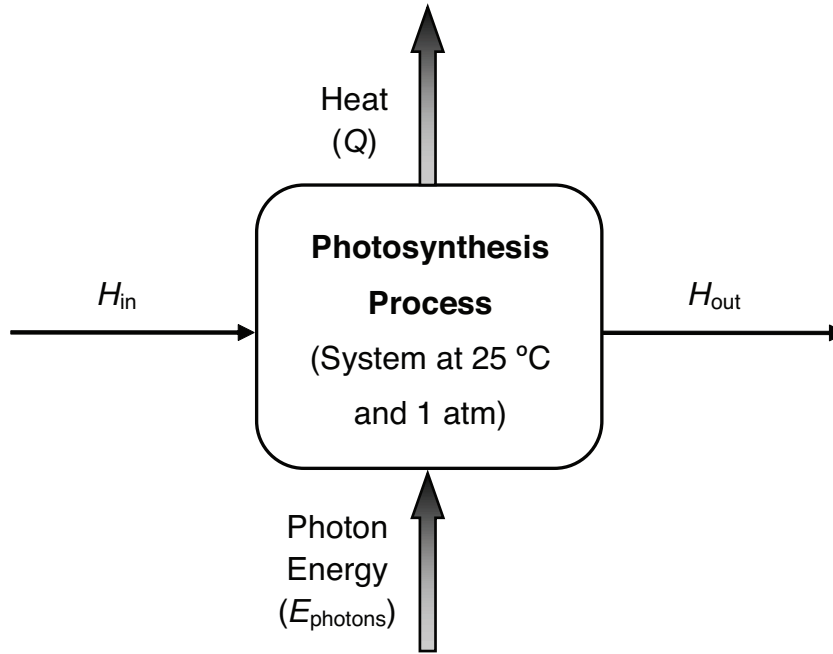 Heat
(Q)
Photosynthesis
Process
(System at 25 ºC
and 1 atm)
H_in
H_out
Photon
Energy
(E_photons)